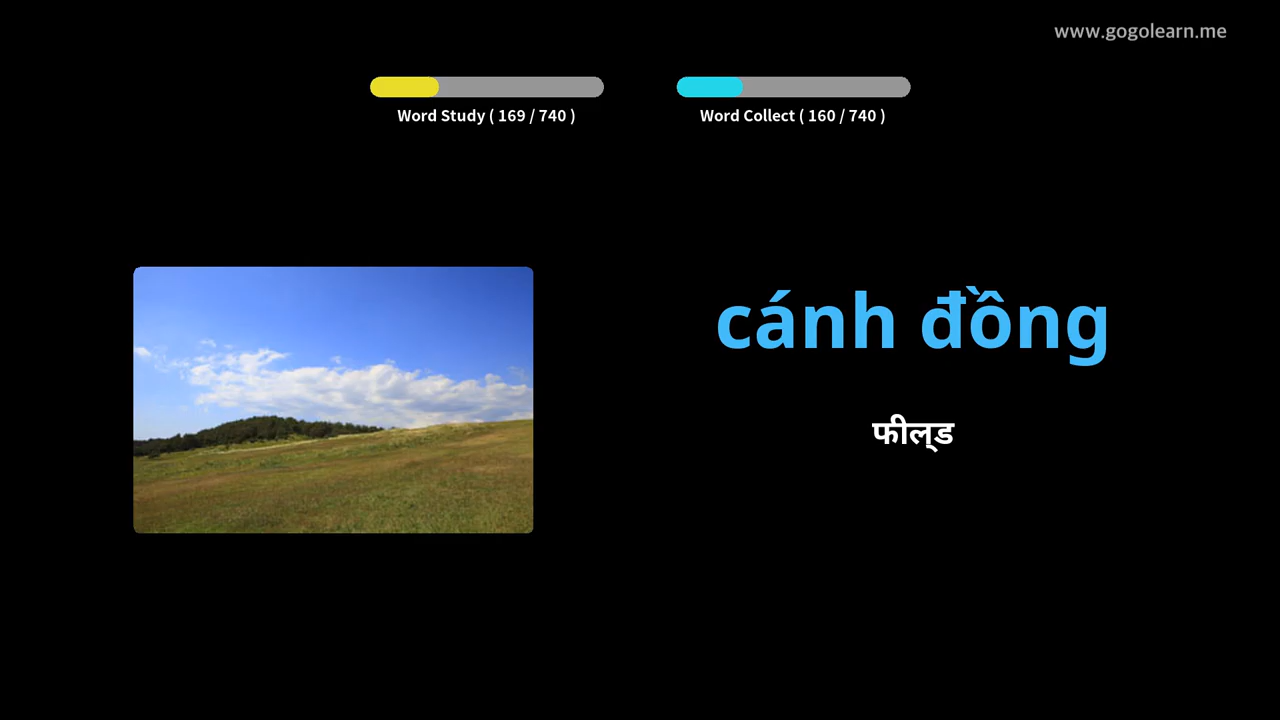 www.gogolearn.me
Word Study ( 169 / 740 )
Word Collect ( 160 / 740 )
cánh đồng
फील्‌ड